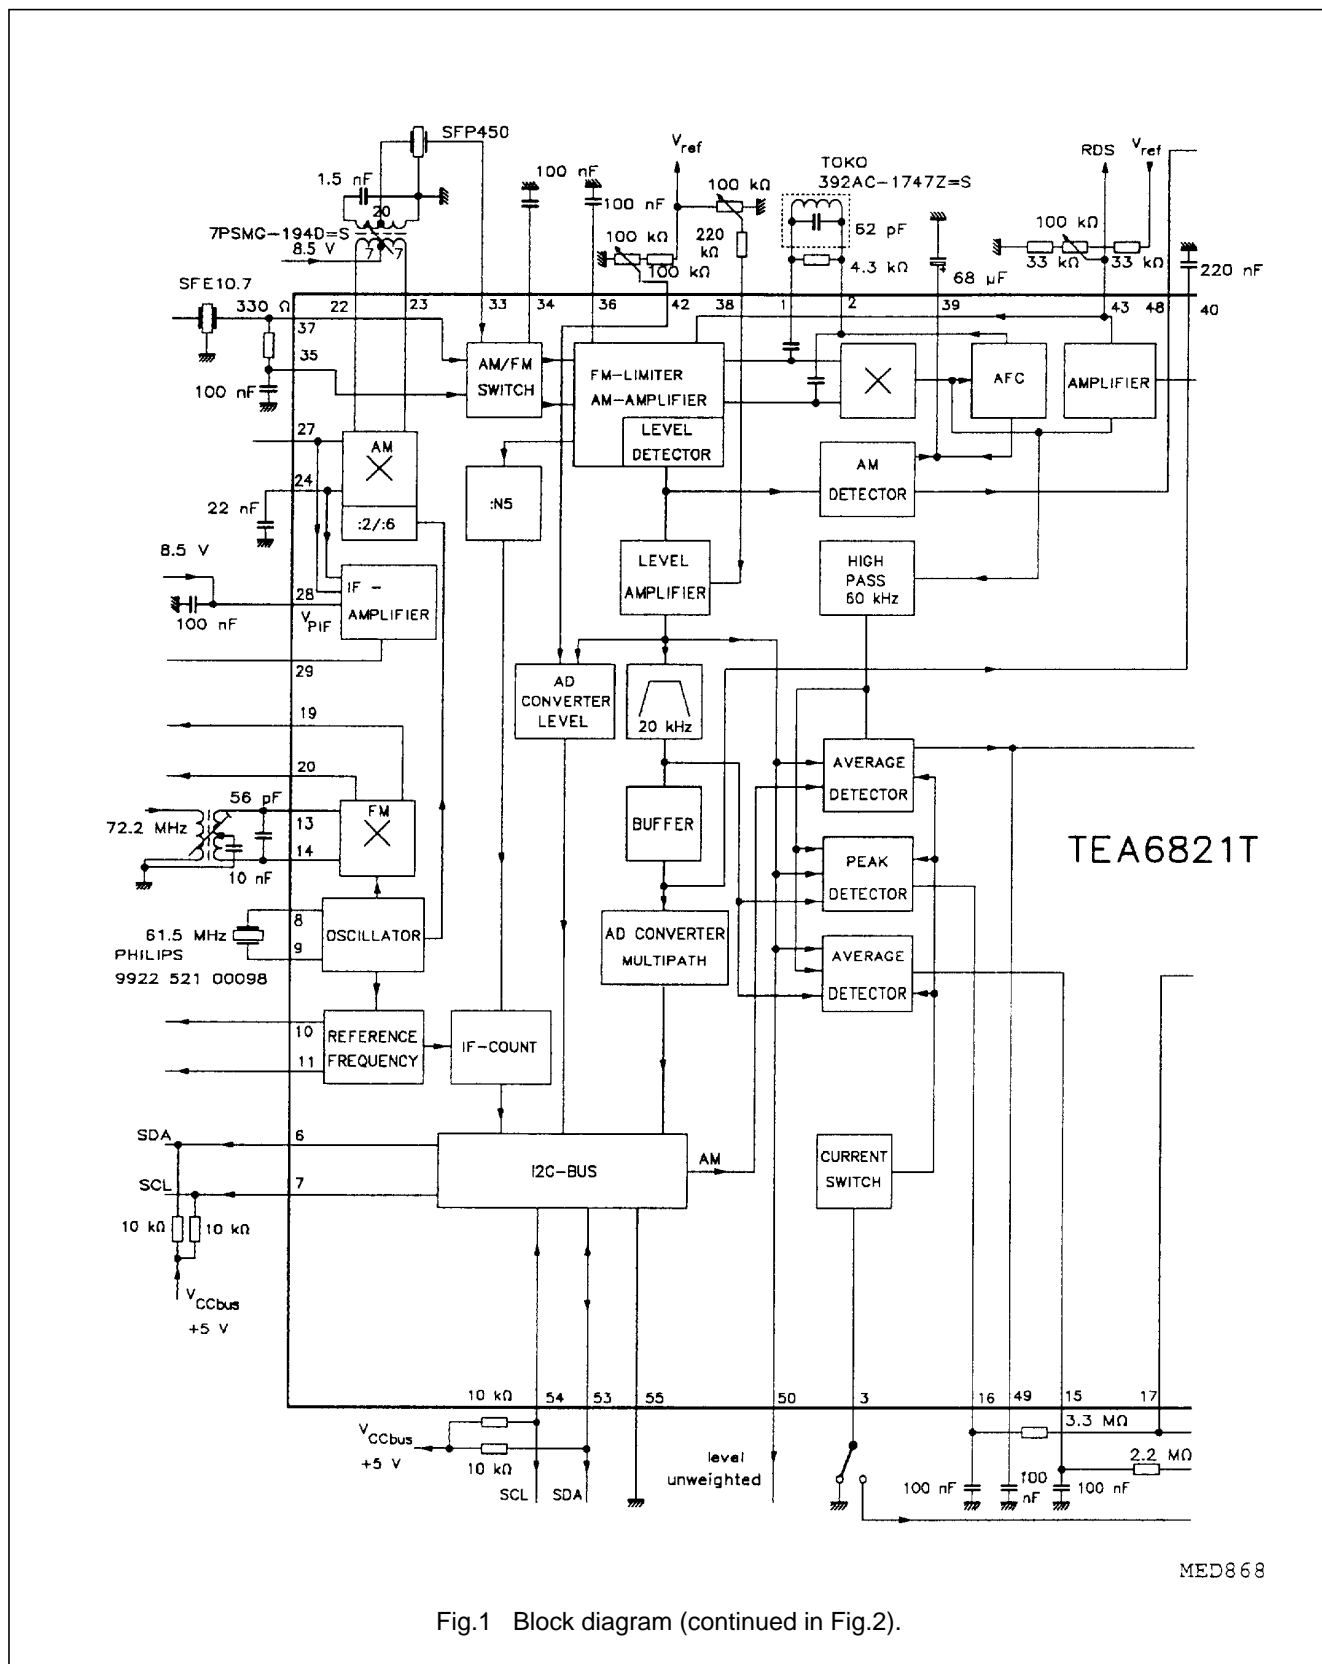 SFP450
1.5 nF
20
7PSMG-194D=S
8.5 V
7 7
SFE10.7
330 Ω
22
23
33
34
36
42
38
1
2
39
43
48
40
100 nF
100 nF
Vref
100 kΩ
100 kΩ
100 kΩ
220 kΩ
TOKO
392AC-1747Z=S
62 pF
4.3 kΩ
68 μF
+
RDS
Vref
100 kΩ
33 kΩ
33 kΩ
220 nF
37
35
100 nF
AM/FM
SWITCH
FM-LIMITER
AM-AMPLIFIER
LEVEL
DETECTOR
AFC
AMPLIFIER
27
24
22 nF
AM
:2/:6
:N5
AM
DETECTOR
8.5 V
28
100 nF
VPIF
IF -
AMPLIFIER
29
LEVEL
AMPLIFIER
HIGH
PASS
60 kHz
AD
CONVERTER
LEVEL
20 kHz
19
20
56 pF
72.2 MHz
13
14
10 nF
FM
BUFFER
AVERAGE
DETECTOR
PEAK
DETECTOR
AVERAGE
DETECTOR
TEA6821T
8
9
61.5 MHz
PHILIPS
9922 521 00098
OSCILLATOR
AD CONVERTER
MULTIPATH
10
11
REFERENCE
FREQUENCY
IF-COUNT
SDA
6
SCL
7
I2C-BUS
AM
CURRENT
SWITCH
10 kΩ
10 kΩ
VCCbus
+5 V
10 kΩ
54
53
55
50
3
16
49
15
17
VCCbus
+5 V
10 kΩ
SCL
SDA
level
unweighted
3.3 MΩ
2.2 MΩ
100 nF
100 nF
100 nF
MED868
Fig.1 Block diagram (continued in Fig.2).